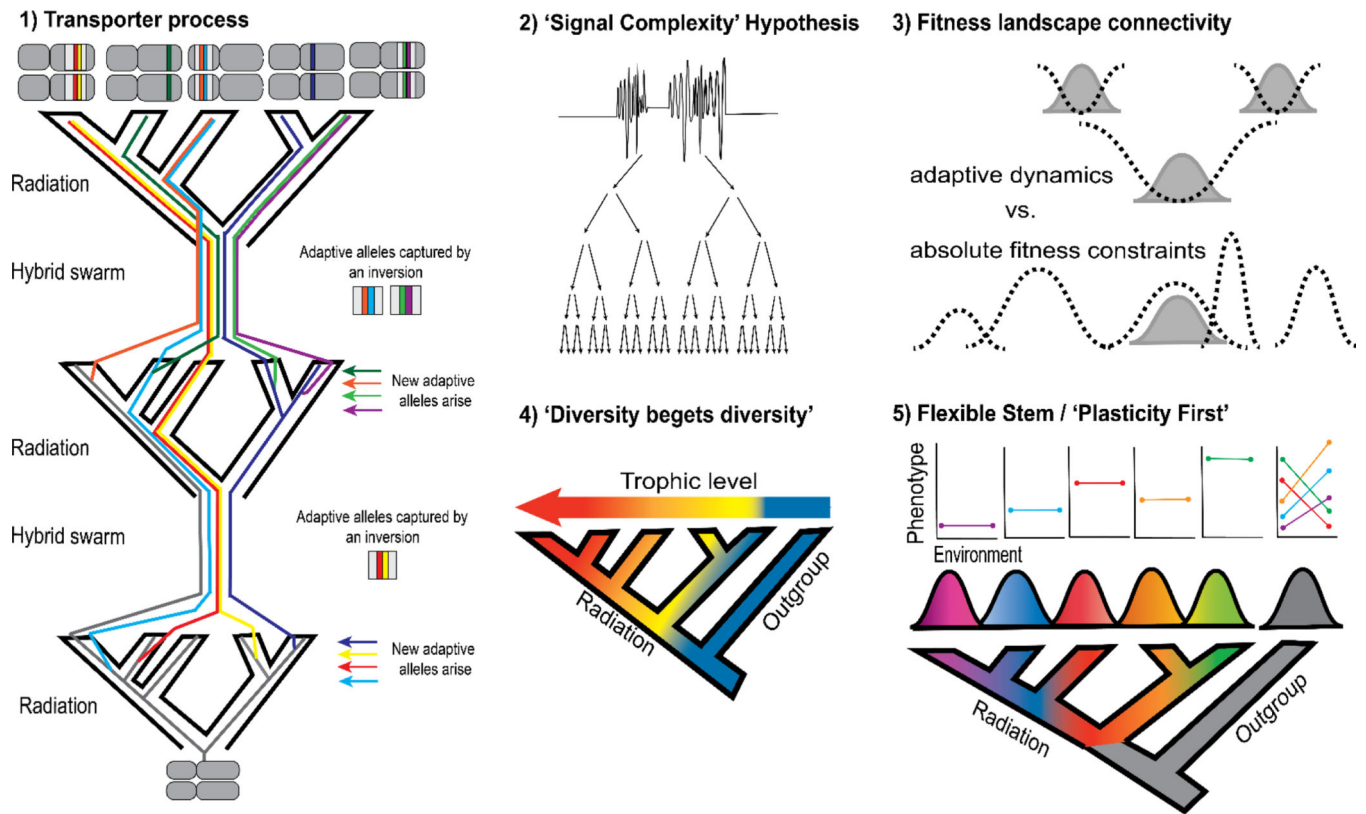 1) Transporter process
Radiation
Hybrid swarm
Adaptive alleles captured by
an inversion
New adaptive
alleles arise
Radiation
Hybrid swarm
Adaptive alleles captured by
an inversion
New adaptive
alleles arise
Radiation
2) ‘Signal Complexity’ Hypothesis
3) Fitness landscape connectivity
adaptive dynamics
vs.
absolute fitness constraints
4) ‘Diversity begets diversity’
Trophic level
Radiation
Outgroup
5) Flexible Stem / ‘Plasticity First’
Phenotype
Environment
Radiation
Outgroup